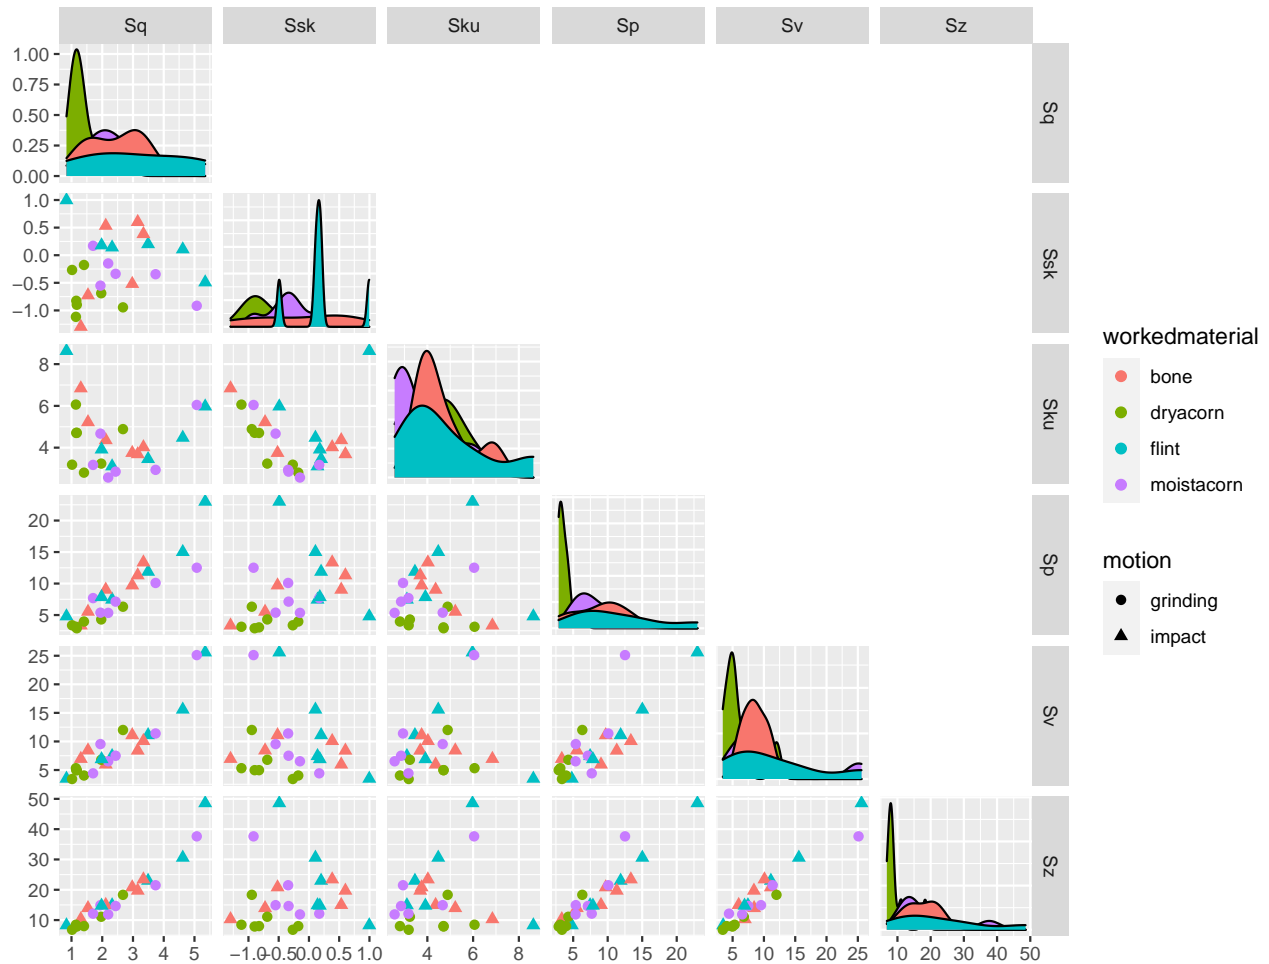 Sq Ssk Sku Sp Sv Sz
1.00
0.75
0.50
0.25
0.00
Sq
1.0
0.5
0.0
−0.5
−1.0
Ssk
8
6
4
Sku
20
15
10
5
Sp
25
20
15
10
5
Sv
50
40
30
20
10
Sz
1 2 3 4 5 −1.0 −0.5 0.0 0.5 1.0 4 6 8 5 10 15 20 5 10 15 20 25 10 20 30 40 50
workedmaterial
bone
dryacorn
flint
moistacorn
motion
grinding
impact